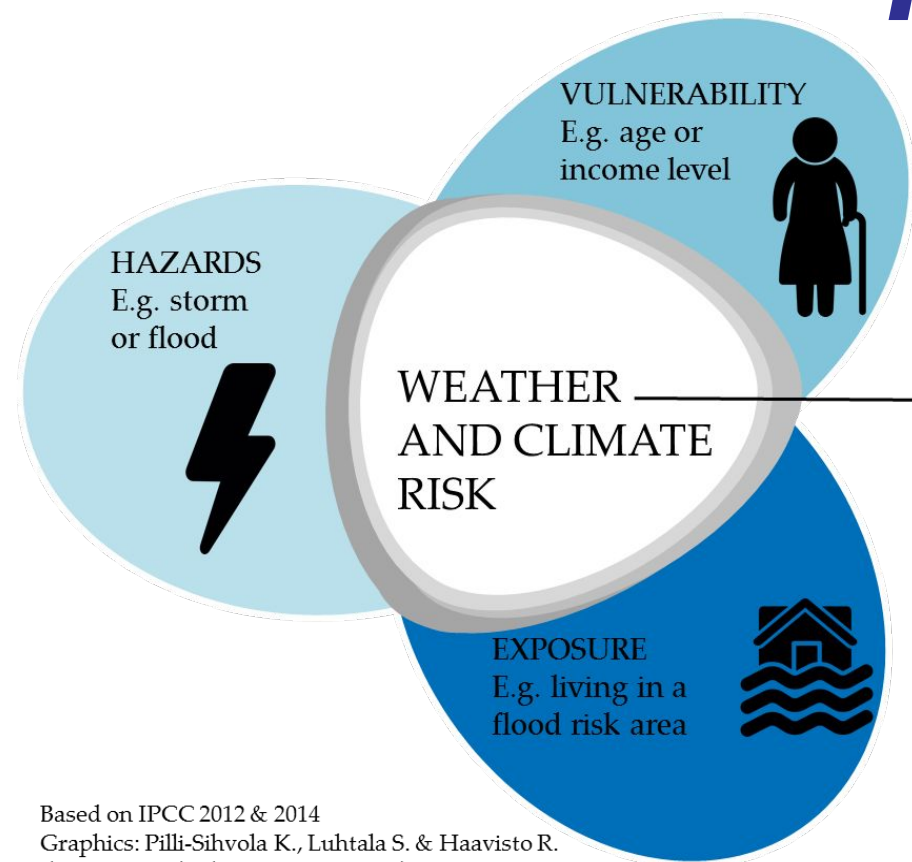 VULNERABILITY
E.g. age or
income level
HAZARDS
E.g. storm
or flood
WEATHER
AND CLIMATE
RISK
EXPOSURE
E.g. living in a
flood risk area
Based on IPCC 2012 & 2014
Graphics: Pilli-Sihvola K., Luhtala S. & Haavisto R.